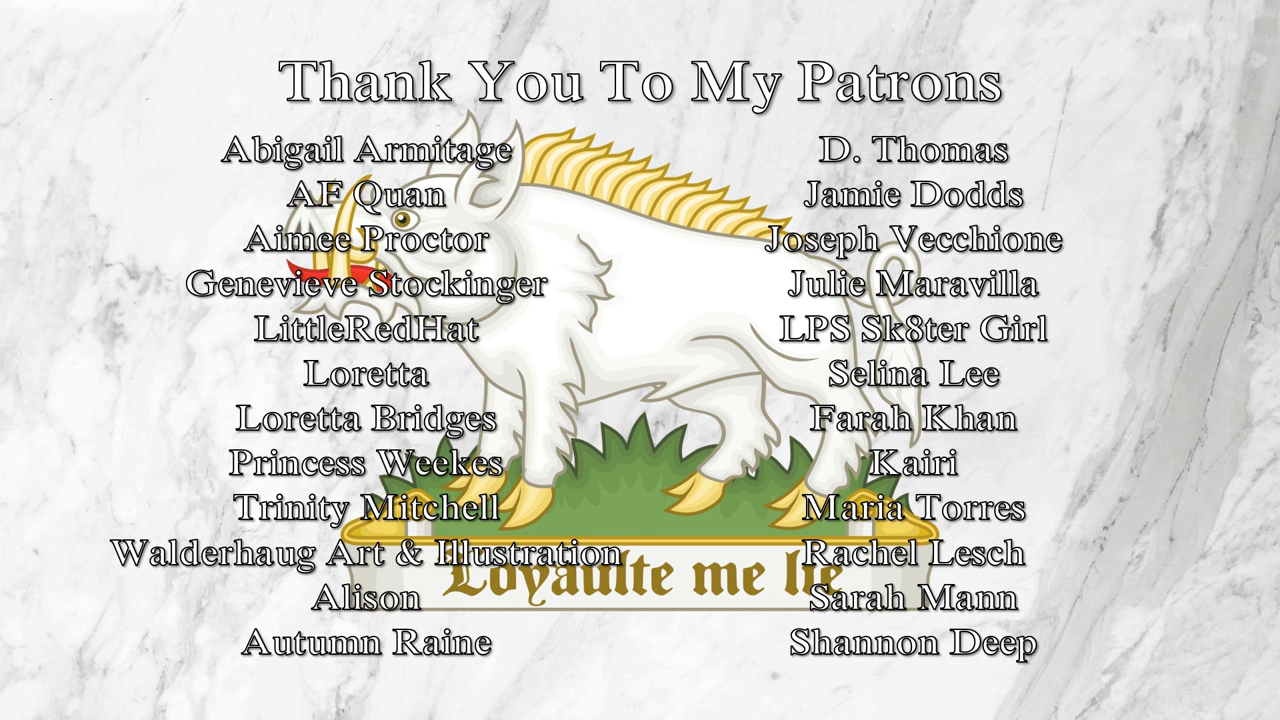 Thank You To My Patrons
Abigail Armitage
AF Quan
Aimee Proctor
Genevieve Stockinger
LittleRedHat
Loretta
Loretta Bridges
Princess Weekes
Trinity Mitchell
Walderhaug Art & Illustration
Alison
Autumn Raine
D. Thomas
Jamie Dodds
Joseph Vecchione
Julie Maravilla
LPS Sk8ter Girl
Selina Lee
Farah Khan
Kairi
Maria Torres
Rachel Lesch
Sarah Mann
Shannon Deep
Loyaulte me lie